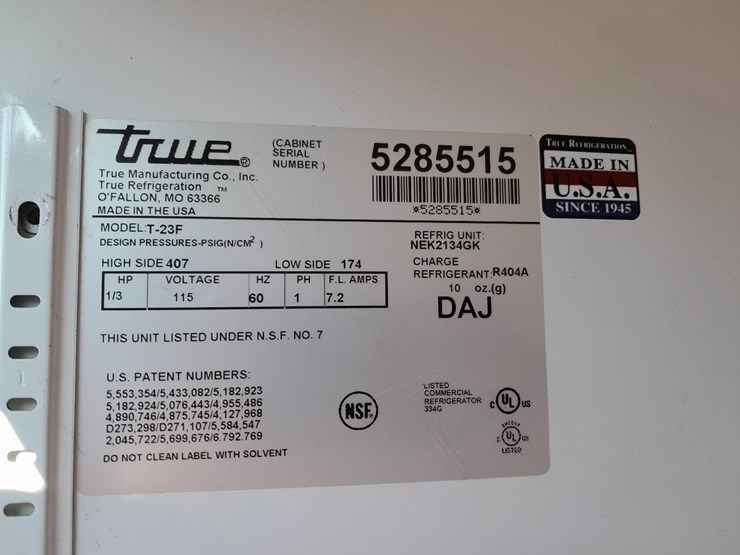 true®
True Manufacturing Co., Inc.
True Refrigeration TM
O'FALLON, MO 63366
MADE IN THE USA
(CABINET
SERIAL
NUMBER )
5285515
*5285515*
TRUE REFRIGERATION
MADE IN
U.S.A.
SINCE 1945
MODEL:T-23F
DESIGN PRESSURES-PSIG(N/CM² )
HIGH SIDE 407 LOW SIDE 174
HP VOLTAGE HZ PH F.L. AMPS
1/3 115 60 1 7.2
REFRIG UNIT:
NEK2134GK
CHARGE
REFRIGERANT:R404A
10 oz.(g)
DAJ
THIS UNIT LISTED UNDER N.S.F. NO. 7
U.S. PATENT NUMBERS:
5,553,354/5,433,082/5,182,923
5,182,924/5,076,443/4,955,486
4,890,746/4,875,745/4,127,968
D273,298/D271,107/5,584,547
2,045,722/5,699,676/6.792.769
DO NOT CLEAN LABEL WITH SOLVENT
NSF
LISTED
COMMERCIAL
REFRIGERATOR
334G
C UL US
C UL US
LISTED
1